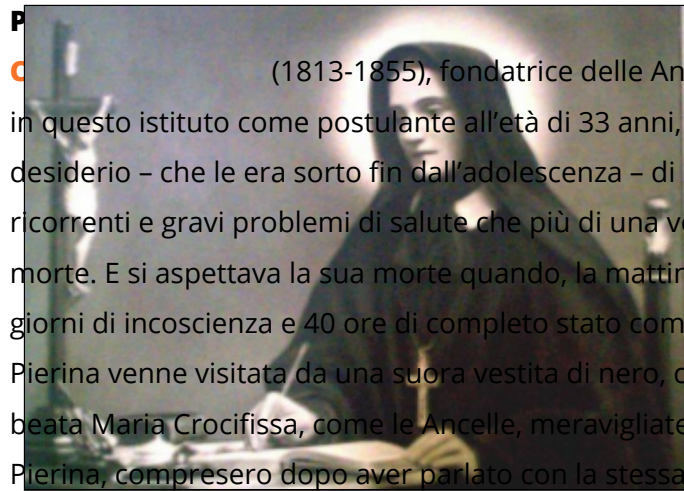 P
C (1813-1855), fondatrice delle An
in questo istituto come postulante all’età di 33 anni,
desiderio – che le era sorto fin dall’adolescenza – di
ricorrenti e gravi problemi di salute che più di una v
morte. E si aspettava la sua morte quando, la mattin
giorni di incoscienza e 40 ore di completo stato com
Pierina venne visitata da una suora vestita di nero, c
beata Maria Crocifissa, come le Ancelle, meravigliate
Pierina, compresero dopo aver parlato con la stessa